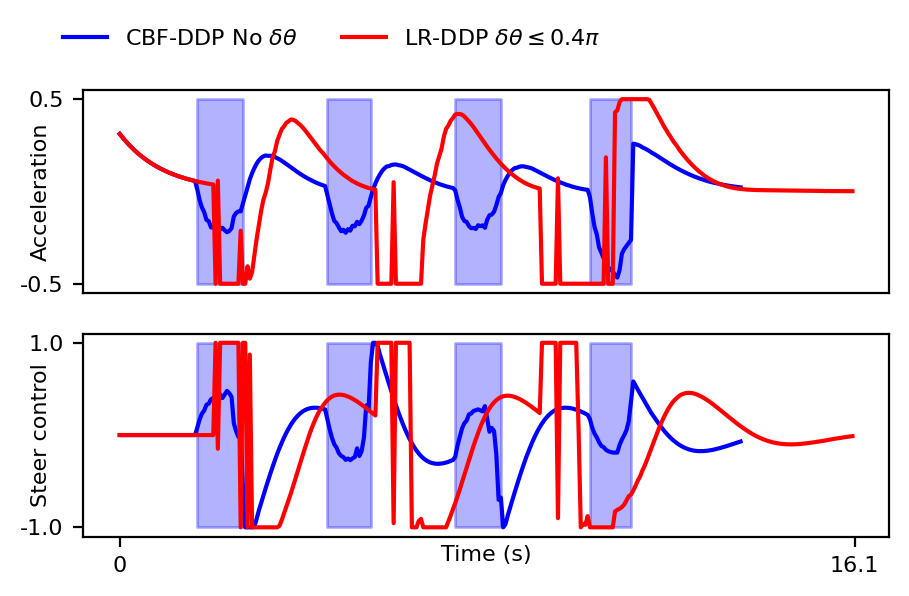 CBF-DDP No δθ LR-DDP δθ ≤ 0.4π
0.5
Acceleration
-0.5
1.0
Steer control
-1.0
0 Time (s) 16.1